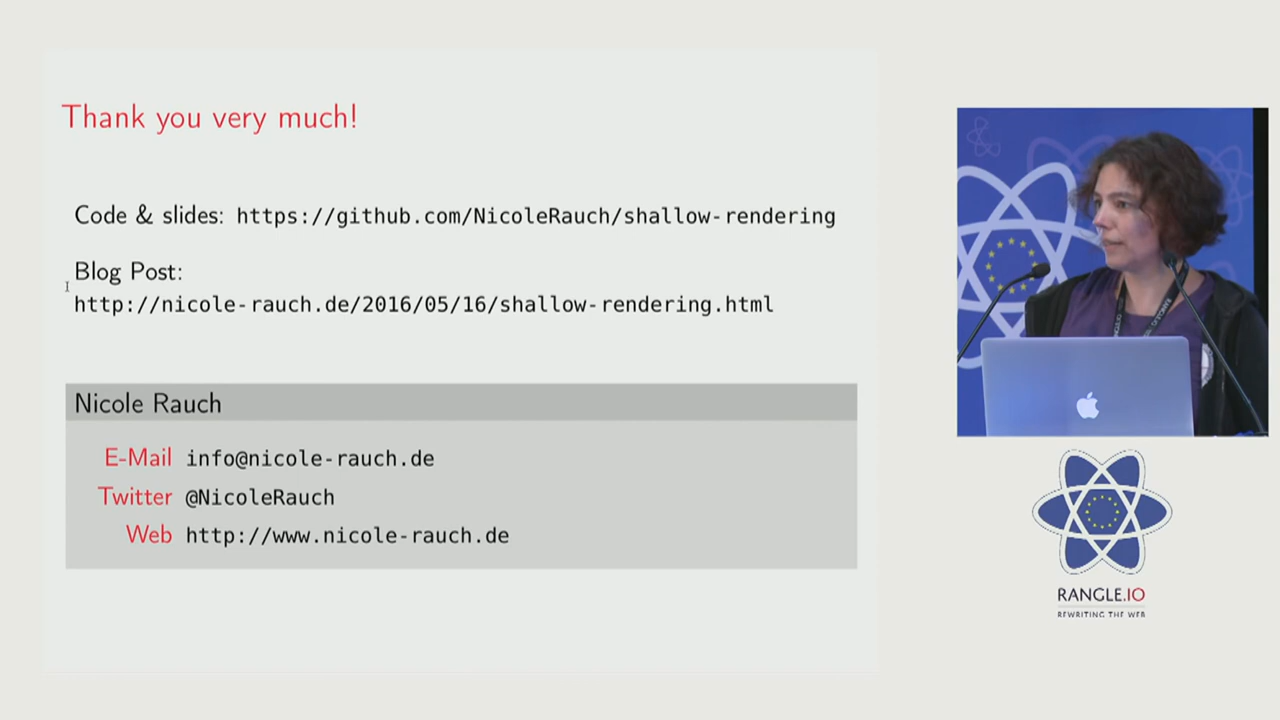 Thank you very much!
Code & slides: https://github.com/NicoleRauch/shallow-rendering
Blog Post:
http://nicole-rauch.de/2016/05/16/shallow-rendering.html
Nicole Rauch
E-Mail info@nicole-rauch.de
Twitter @NicoleRauch
Web http://www.nicole-rauch.de
RANGLE.IO
REWRITING THE WEB